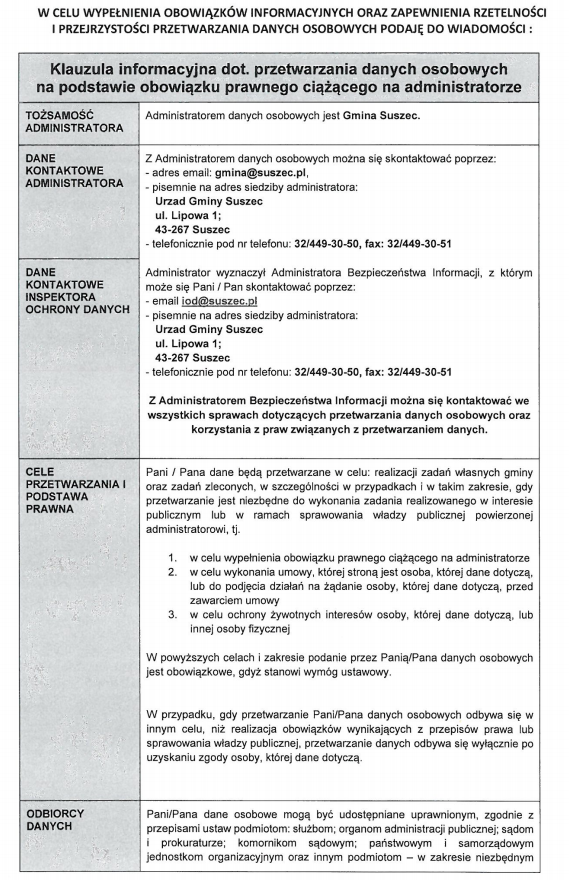 W CELU WYPEŁNIENIA OBOWIĄZKÓW INFORMACYJNYCH ORAZ ZAPEWNIENIA RZETELNOŚCI
I PRZEJRZYSTOŚCI PRZETWARZANIA DANYCH OSOBOWYCH PODAJĘ DO WIADOMOŚCI :
Klauzula informacyjna dot. przetwarzania danych osobowych
na podstawie obowiązku prawnego ciążącego na administratorze
TOŻSAMOŚĆ
ADMINISTRATORA
Administratorem danych osobowych jest Gmina Suszec.
DANE
KONTAKTOWE
ADMINISTRATORA
Z Administratorem danych osobowych można się skontaktować poprzez:
- adres email: gmina@suszec.pl,
- pisemnie na adres siedziby administratora:
Urzad Gminy Suszec
ul. Lipowa 1;
43-267 Suszec
- telefonicznie pod nr telefonu: 32/449-30-50, fax: 32/449-30-51
DANE
KONTAKTOWE
INSPEKTORA
OCHRONY DANYCH
Administrator wyznaczył Administratora Bezpieczeństwa Informacji, z którym
może się Pani / Pan skontaktować poprzez:
- email iod@suszec.pl
- pisemnie na adres siedziby administratora:
Urzad Gminy Suszec
ul. Lipowa 1;
43-267 Suszec
- telefonicznie pod nr telefonu: 32/449-30-50, fax: 32/449-30-51
Z Administratorem Bezpieczeństwa Informacji można się kontaktować we
wszystkich sprawach dotyczących przetwarzania danych osobowych oraz
korzystania z praw związanych z przetwarzaniem danych.
CELE
PRZETWARZANIA I
PODSTAWA
PRAWNA
Pani / Pana dane będą przetwarzane w celu: realizacji zadań własnych gminy
oraz zadań zleconych, w szczególności w przypadkach i w takim zakresie, gdy
przetwarzanie jest niezbędne do wykonania zadania realizowanego w interesie
publicznym lub w ramach sprawowania władzy publicznej powierzonej
administratorowi, tj.
1. w celu wypełnienia obowiązku prawnego ciążącego na administratorze
2. w celu wykonania umowy, której stroną jest osoba, której dane dotyczą,
lub do podjęcia działań na żądanie osoby, której dane dotyczą, przed
zawarciem umowy
3. w celu ochrony żywotnych interesów osoby, której dane dotyczą, lub
innej osoby fizycznej
W powyższych celach i zakresie podanie przez Panią/Pana danych osobowych
jest obowiązkowe, gdyż stanowi wymóg ustawowy.
W przypadku, gdy przetwarzanie Pani/Pana danych osobowych odbywa się w
innym celu, niż realizacja obowiązków wynikających z przepisów prawa lub
sprawowania władzy publicznej, przetwarzanie danych odbywa się wyłącznie po
uzyskaniu zgody osoby, której dane dotyczą.
ODBIORCY
DANYCH
Pani/Pana dane osobowe mogą być udostępniane uprawnionym, zgodnie z
przepisami ustaw podmiotom: służbom; organom administracji publicznej; sądom
i prokuraturze; komornikom sądowym; państwowym i samorządowym
jednostkom organizacyjnym oraz innym podmiotom – w zakresie niezbędnym